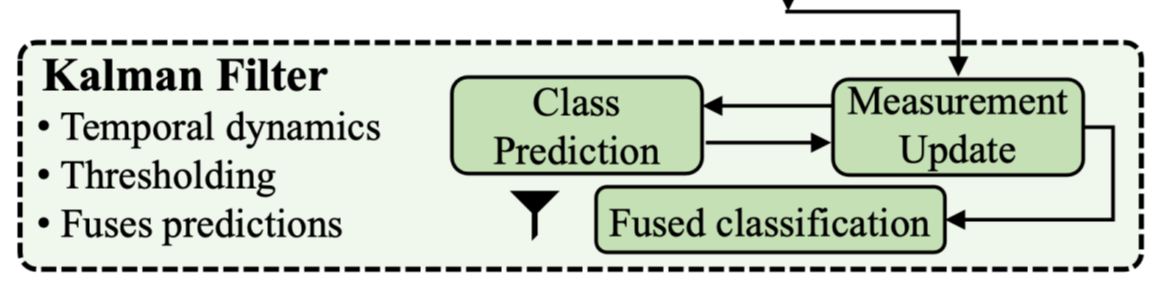 Kalman Filter
• Temporal dynamics
• Thresholding
• Fuses predictions
Class
Prediction
Measurement
Update
Fused classification